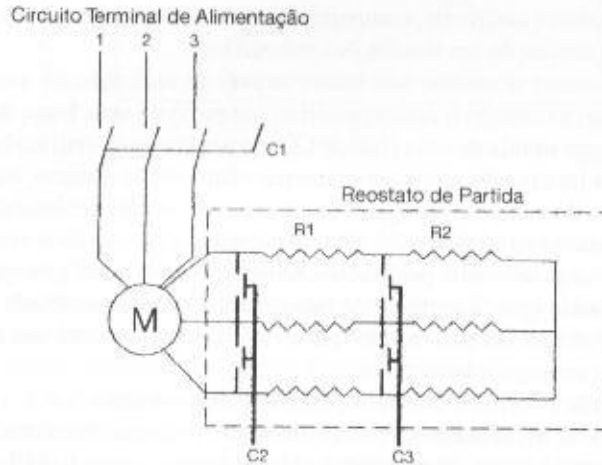 Circuito Terminal de Alimentação
1 2 3
C1
Reostato de Partida
R1 R2
M
C2 C3